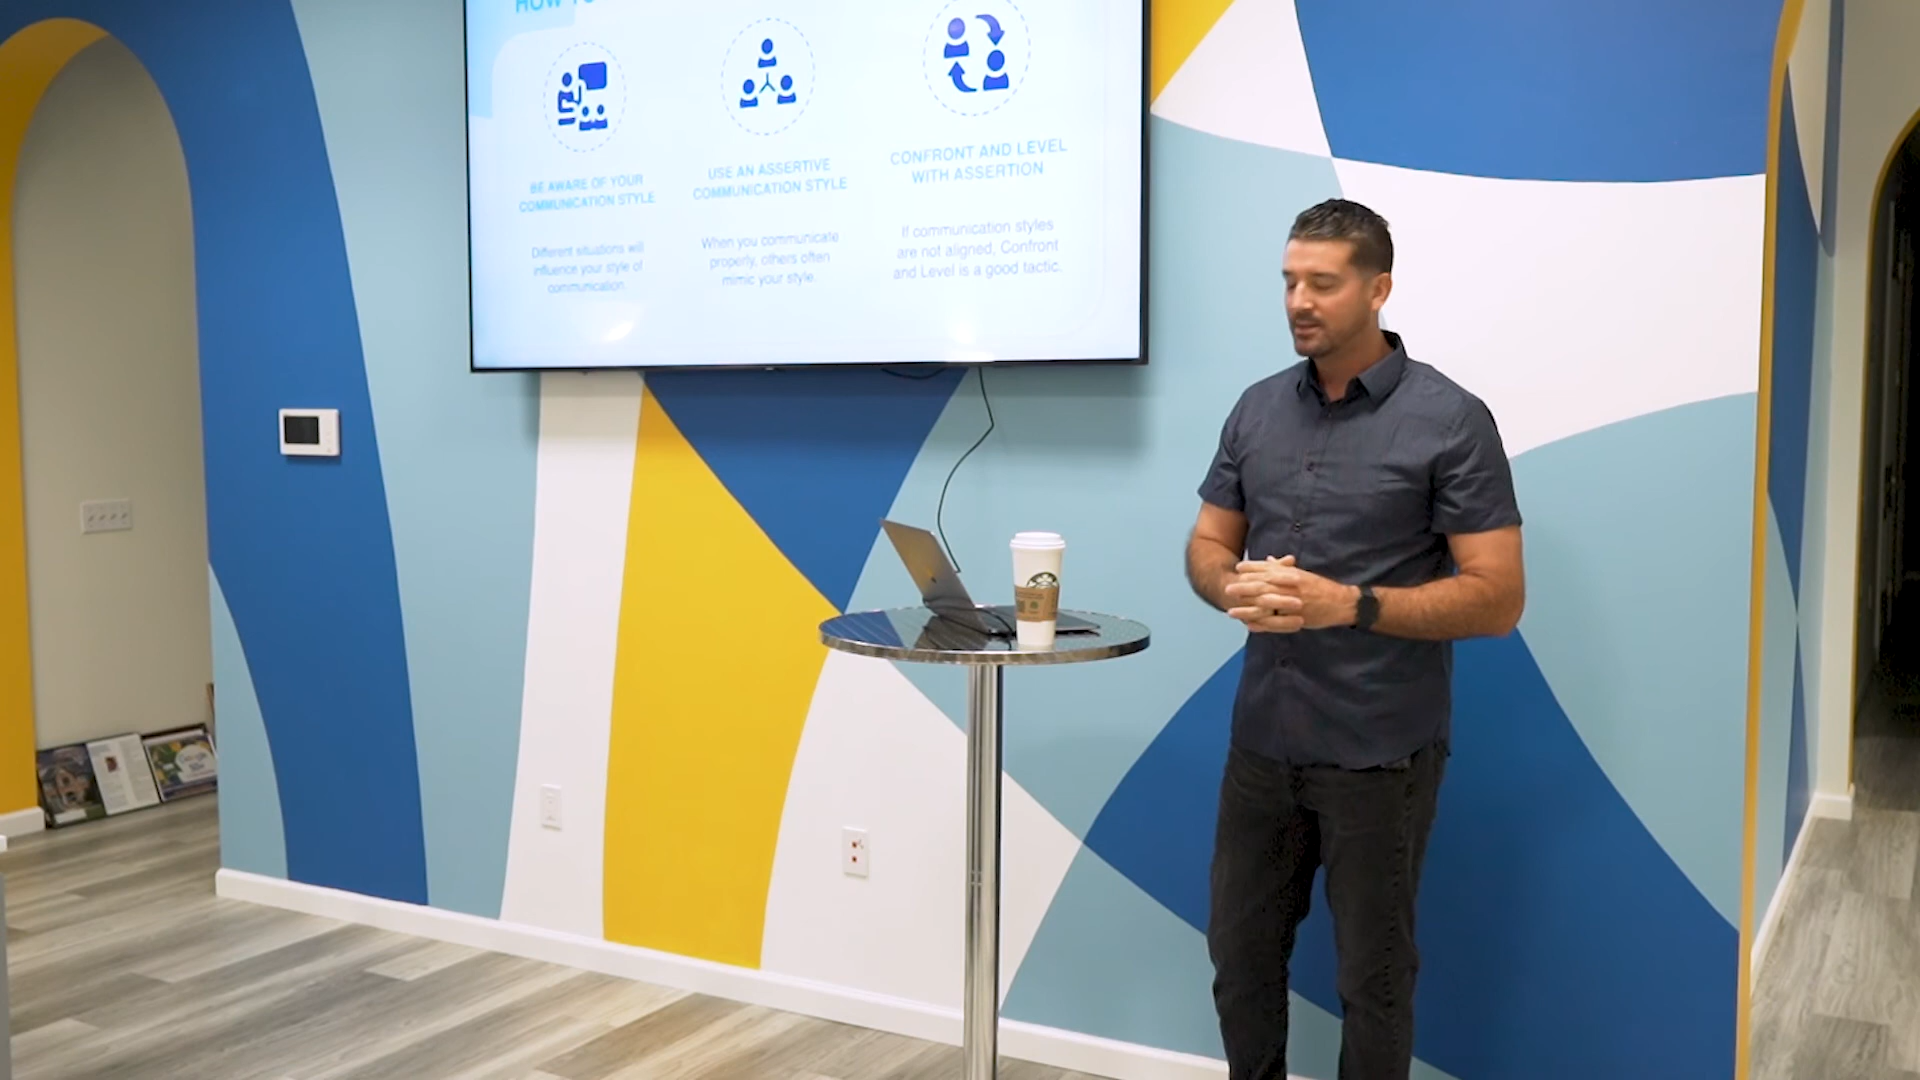 HOW TO
BE AWARE OF YOUR
COMMUNICATION STYLE
Different situations will
influence your style of
communication.
USE AN ASSERTIVE
COMMUNICATION STYLE
When you communicate
properly, others often
mimic your style.
CONFRONT AND LEVEL
WITH ASSERTION
If communication styles
are not aligned, Confront
and Level is a good tactic.